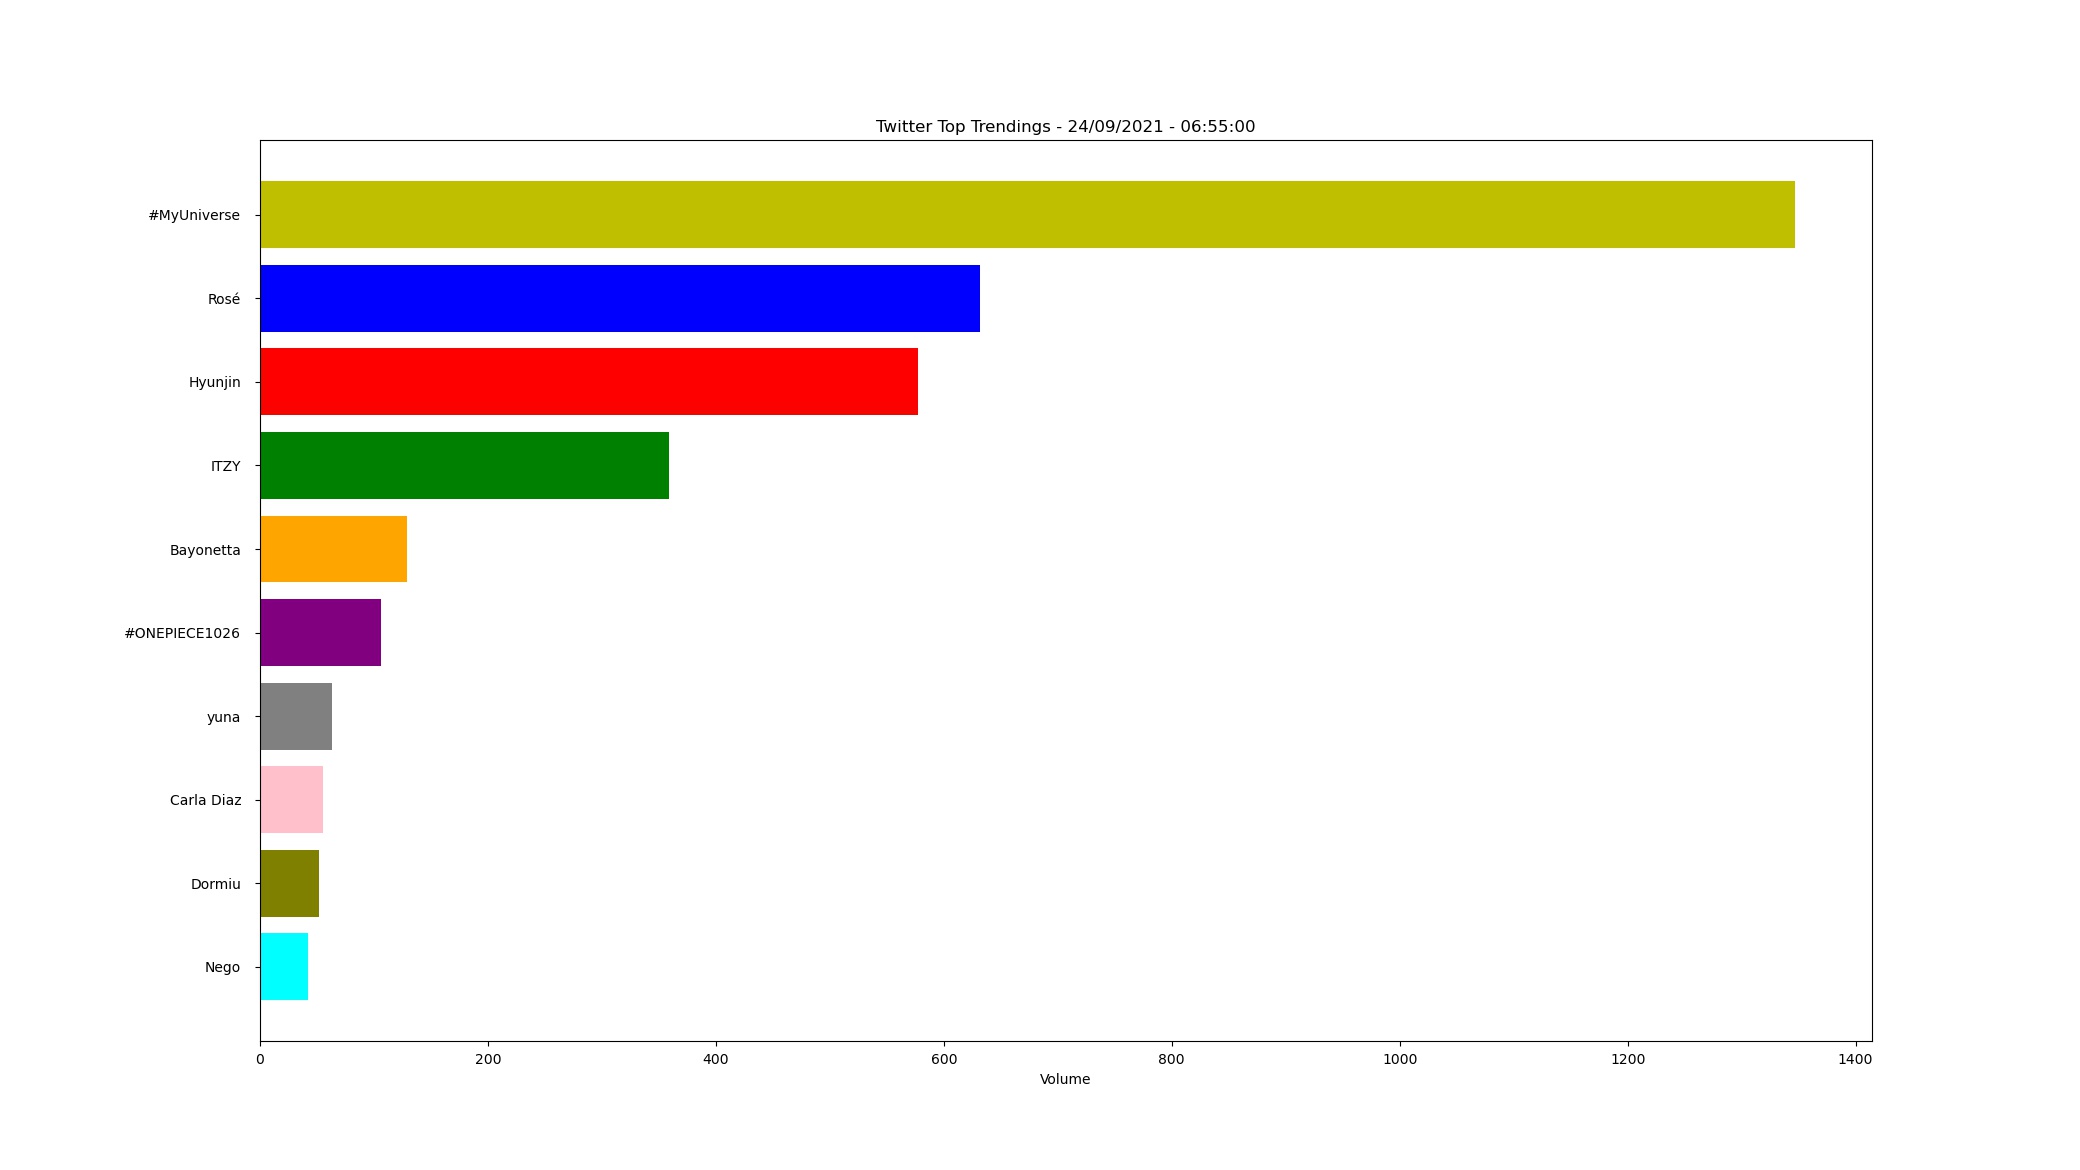 Twitter Top Trendings - 24/09/2021 - 06:55:00
#MyUniverse
Rosé
Hyunjin
ITZY
Bayonetta
#ONEPIECE1026
yuna
Carla Diaz
Dormiu
Nego
0 200 400 600 800 1000 1200 1400
Volume